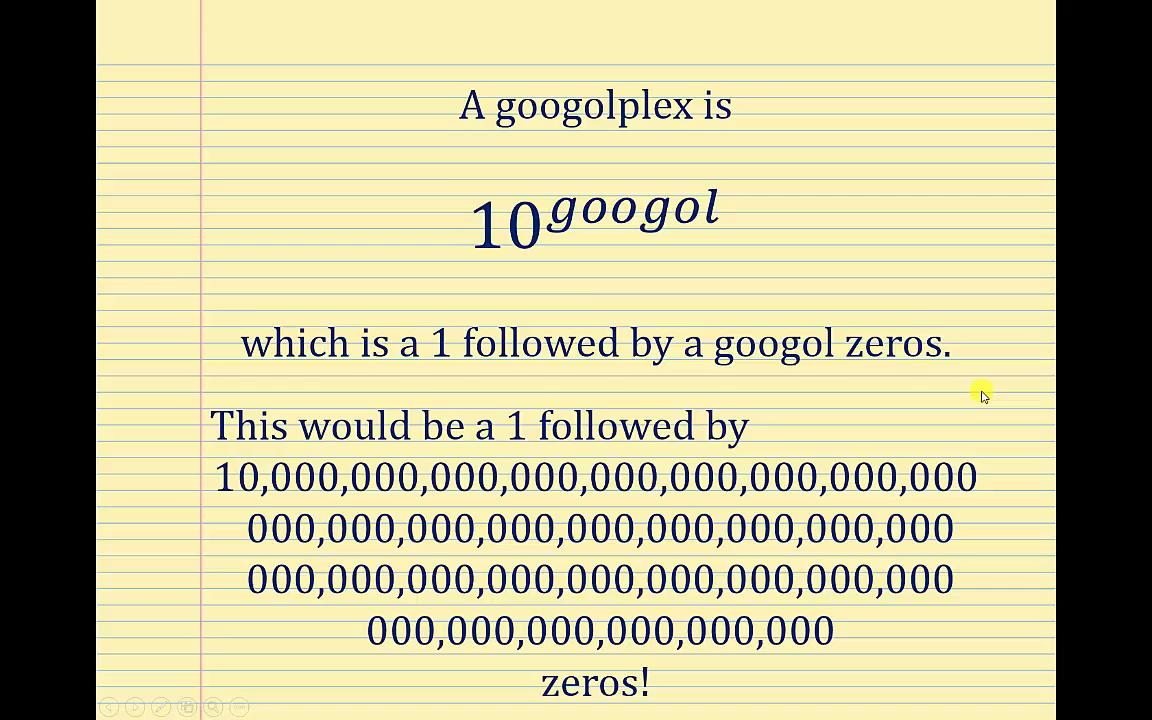 A googolplex is
10^googol
which is a 1 followed by a googol zeros.
This would be a 1 followed by
10,000,000,000,000,000,000,000,000,000
000,000,000,000,000,000,000,000,000
000,000,000,000,000,000,000,000,000
000,000,000,000,000,000
zeros!